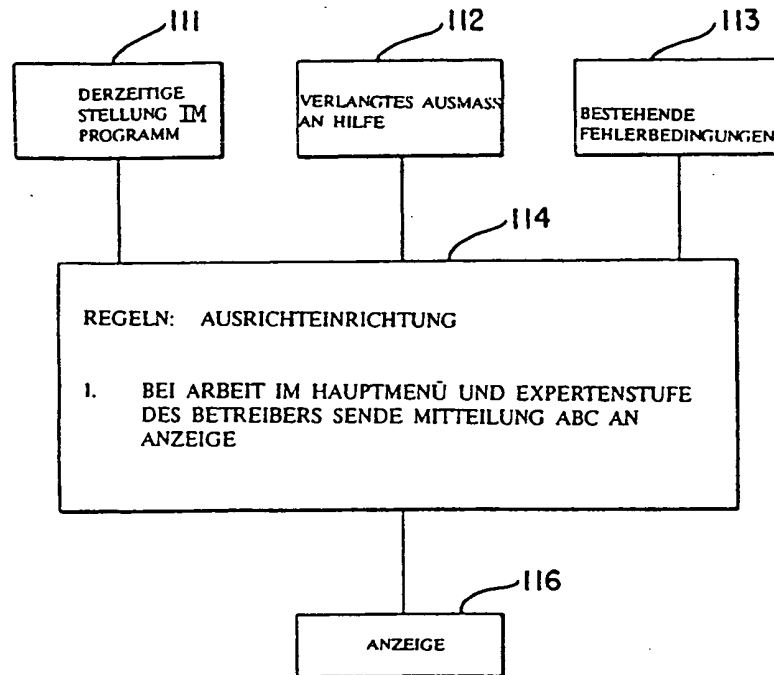 111
112
113
DERZEITIGE
STELLUNG IM
PROGRAMM
VERLANGTES AUSMASS
AN HILFE
BESTEHENDE
FEHLERBEDINGUNGEN
114
REGELN: AUSRICHTEINRICHTUNG
1. BEI ARBEIT IM HAUPTMENÜ UND EXPERTENSTUFE
DES BETREIBERS SENDE MITTEILUNG ABC AN
ANZEIGE
116
ANZEIGE